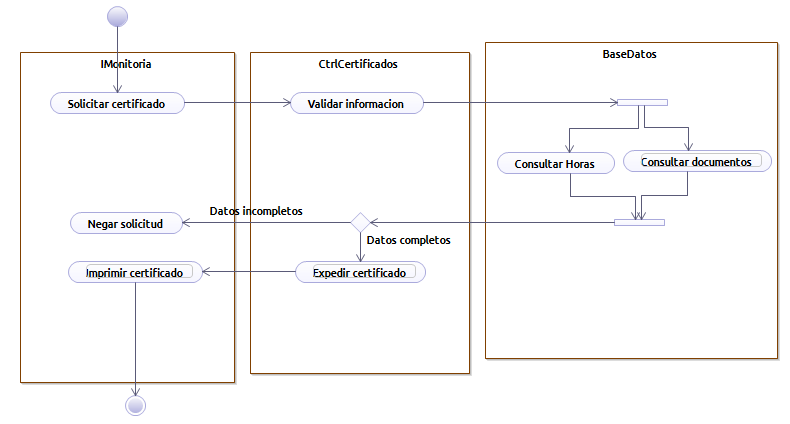 IMonitoria
CtrlCertificados
BaseDatos
Solicitar certificado
Validar informacion
Consultar Horas
Consultar documentos
Datos incompletos
Negar solicitud
Datos completos
Imprimir certificado
Expedir certificado